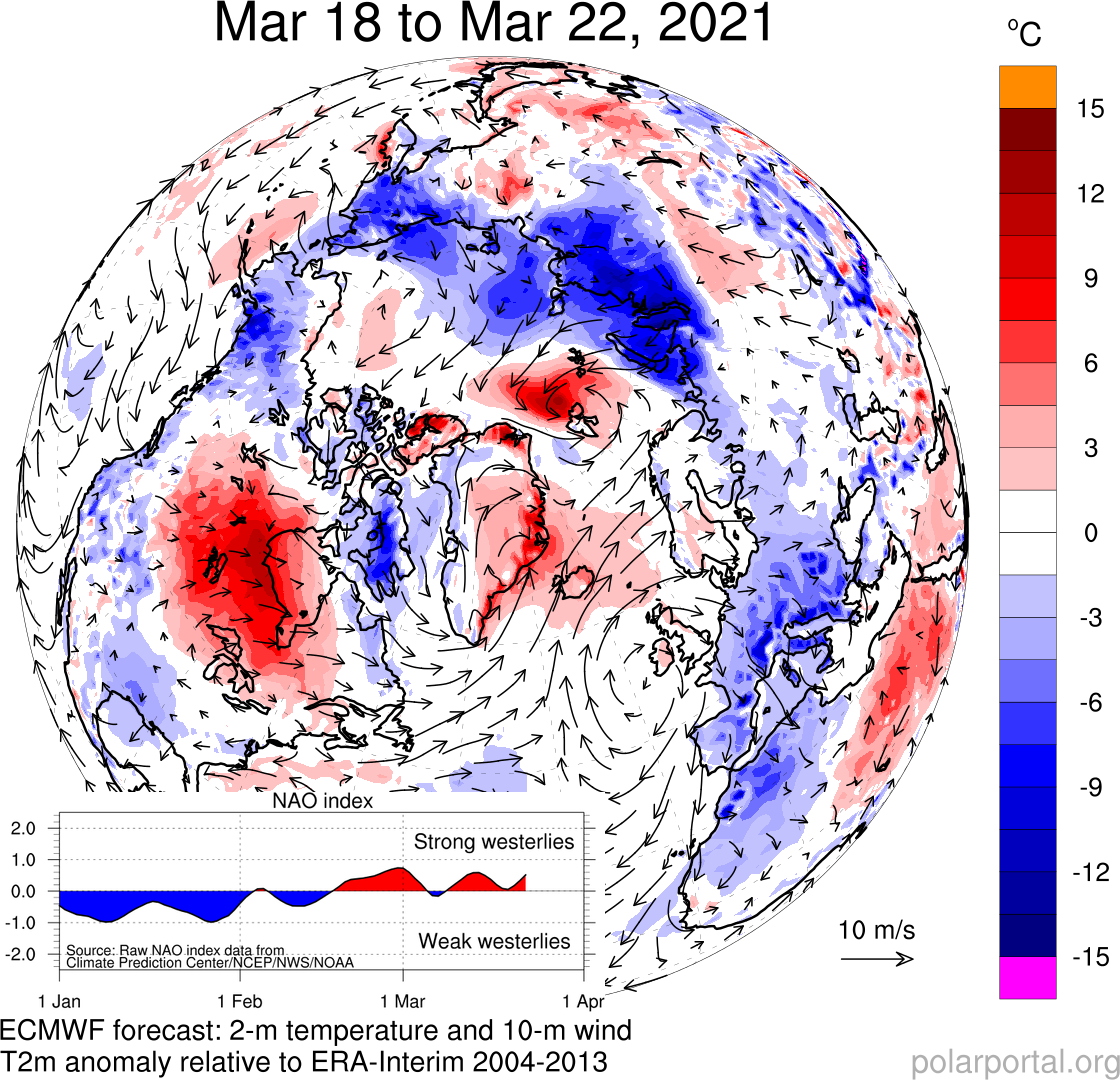 Mar 18 to Mar 22, 2021
°C
15
12
9
6
3
0
-3
-6
-9
-12
-15
10 m/s
NAO index
2.0
1.0
0.0
-1.0
-2.0
Strong westerlies
Weak westerlies
Source: Raw NAO index data from
Climate Prediction Center/NCEP/NWS/NOAA
1 Jan 1 Feb 1 Mar 1 Apr
ECMWF forecast: 2-m temperature and 10-m wind
T2m anomaly relative to ERA-Interim 2004-2013
polarportal.org